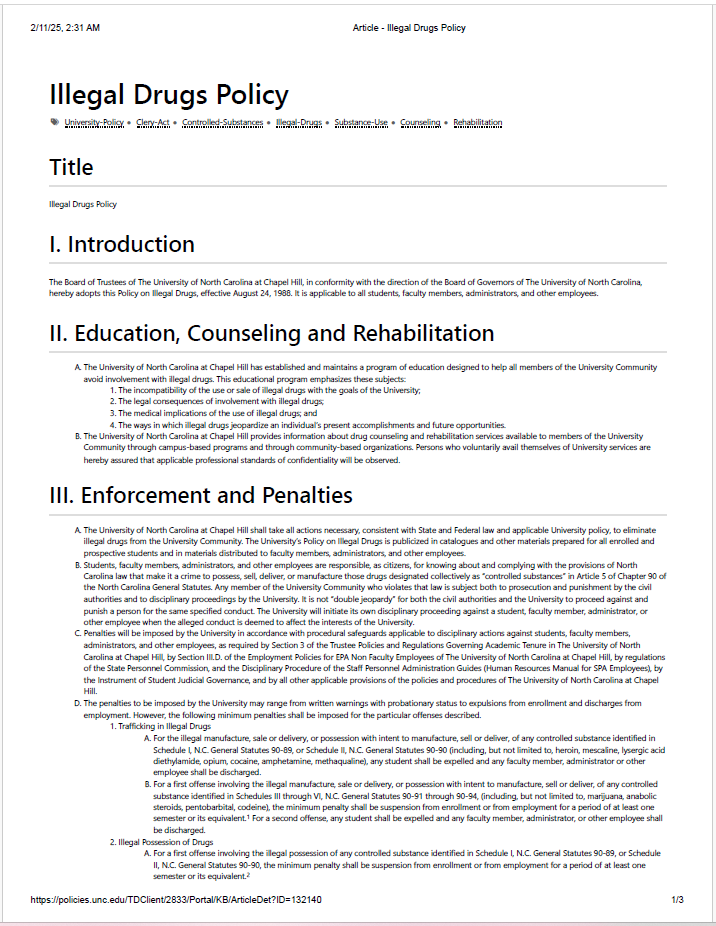 2/11/25, 2:31 AM Article - Illegal Drugs Policy
Illegal Drugs Policy
University-Policy • Clery-Act • Controlled-Substances • Illegal-Drugs • Substance-Use • Counseling • Rehabilitation
Title
Illegal Drugs Policy
I. Introduction
The Board of Trustees of The University of North Carolina at Chapel Hill, in conformity with the direction of the Board of Governors of The University of North Carolina,
hereby adopts this Policy on Illegal Drugs, effective August 24, 1988. It is applicable to all students, faculty members, administrators, and other employees.
II. Education, Counseling and Rehabilitation
A. The University of North Carolina at Chapel Hill has established and maintains a program of education designed to help all members of the University Community
avoid involvement with illegal drugs. This educational program emphasizes these subjects:
1. The incompatibility of the use or sale of illegal drugs with the goals of the University;
2. The legal consequences of involvement with illegal drugs;
3. The medical implications of the use of illegal drugs; and
4. The ways in which illegal drugs jeopardize an individual's present accomplishments and future opportunities.
B. The University of North Carolina at Chapel Hill provides information about drug counseling and rehabilitation services available to members of the University
Community through campus-based programs and through community-based organizations. Persons who voluntarily avail themselves of University services are
hereby assured that applicable professional standards of confidentiality will be observed.
III. Enforcement and Penalties
A. The University of North Carolina at Chapel Hill shall take all actions necessary, consistent with State and Federal law and applicable University policy, to eliminate
illegal drugs from the University Community. The University's Policy on Illegal Drugs is publicized in catalogues and other materials prepared for all enrolled and
prospective students and in materials distributed to faculty members, administrators, and other employees.
B. Students, faculty members, administrators, and other employees are responsible, as citizens, for knowing about and complying with the provisions of North
Carolina law that make it a crime to possess, sell, deliver, or manufacture those drugs designated collectively as "controlled substances" in Article 5 of Chapter 90 of
the North Carolina General Statutes. Any member of the University Community who violates that law is subject both to prosecution and punishment by the civil
authorities and to disciplinary proceedings by the University. It is not "double jeopardy" for both the civil authorities and the University to proceed against and
punish a person for the same specified conduct. The University will initiate its own disciplinary proceeding against a student, faculty member, administrator, or
other employee when the alleged conduct is deemed to affect the interests of the University.
C. Penalties will be imposed by the University in accordance with procedural safeguards applicable to disciplinary actions against students, faculty members,
administrators, and other employees, as required by Section 3 of the Trustee Policies and Regulations Governing Academic Tenure in The University of North
Carolina at Chapel Hill, by Section III.D. of the Employment Policies for EPA Non Faculty Employees of The University of North Carolina at Chapel Hill, by regulations
of the State Personnel Commission, and the Disciplinary Procedure of the Staff Personnel Administration Guides (Human Resources Manual for SPA Employees), by
the Instrument of Student Judicial Governance, and by all other applicable provisions of the policies and procedures of The University of North Carolina at Chapel
Hill.
D. The penalties to be imposed by the University may range from written warnings with probationary status to expulsions from enrollment and discharges from
employment. However, the following minimum penalties shall be imposed for the particular offenses described.
1. Trafficking in Illegal Drugs
A. For the illegal manufacture, sale or delivery, or possession with intent to manufacture, sell or deliver, of any controlled substance identified in
Schedule I, N.C. General Statutes 90-89, or Schedule II, N.C. General Statutes 90-90 (including, but not limited to, heroin, mescaline, lysergic acid
diethylamide, opium, cocaine, amphetamine, methaqualine), any student shall be expelled and any faculty member, administrator or other
employee shall be discharged.
B. For a first offense involving the illegal manufacture, sale or delivery, or possession with intent to manufacture, sell or deliver, of any controlled
substance identified in Schedules III through VI, N.C. General Statutes 90-91 through 90-94, (including, but not limited to, marijuana, anabolic
steroids, pentobarbital, codeine), the minimum penalty shall be suspension from enrollment or from employment for a period of at least one
semester or its equivalent.¹ For a second offense, any student shall be expelled and any faculty member, administrator, or other employee shall
be discharged.
2. Illegal Possession of Drugs
A. For a first offense involving the illegal possession of any controlled substance identified in Schedule I, N.C. General Statutes 90-89, or Schedule
II, N.C. General Statutes 90-90, the minimum penalty shall be suspension from enrollment or from employment for a period of at least one
semester or its equivalent.²
https://policies.unc.edu/TDClient/2833/Portal/KB/ArticleDet?ID=132140 1/3